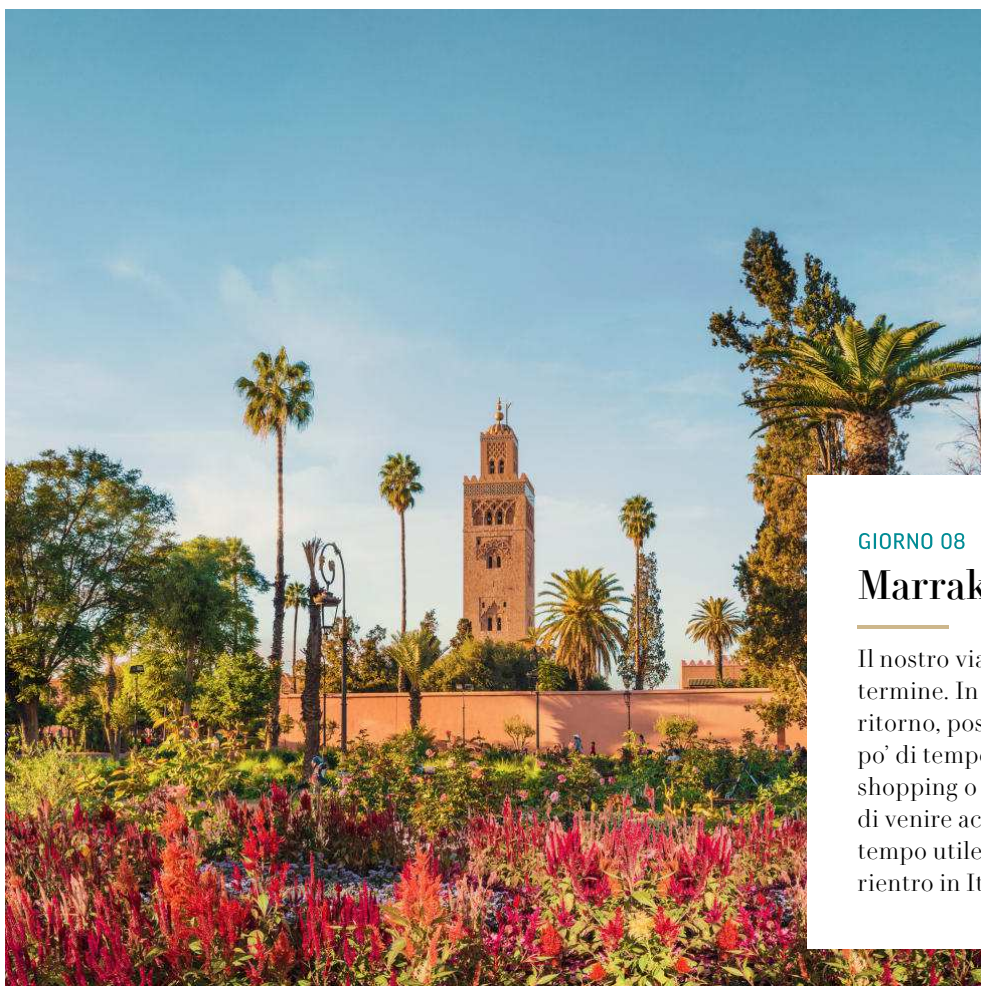 GIORNO 08
Marrak
Il nostro via
termine. In
ritorno, pos
po’ di tempo
shopping o
di venire ac
tempo utile
rientro in It